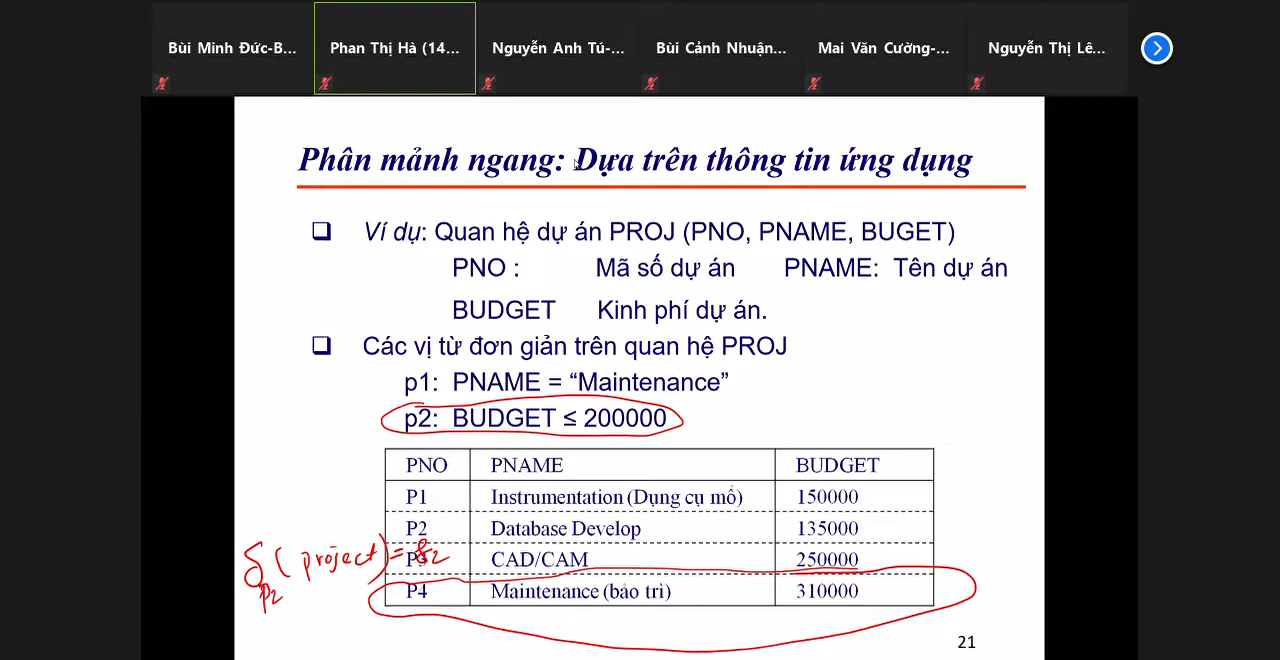 Bùi Minh Đức-B... Phan Thị Hà (14... Nguyễn Anh Tú-... Bùi Cảnh Nhuận... Mai Văn Cường-... Nguyễn Thị Lê...
Phân mảnh ngang: Dựa trên thông tin ứng dụng
Ví dụ: Quan hệ dự án PROJ (PNO, PNAME, BUGET)
PNO : Mã số dự án PNAME: Tên dự án
BUDGET Kinh phí dự án.
Các vị từ đơn giản trên quan hệ PROJ
p1: PNAME = “Maintenance”
p2: BUDGET ≤ 200000
PNO PNAME BUDGET
P1 Instrumentation (Dụng cụ mổ) 150000
P2 Database Develop 135000
P3 CAD/CAM 250000
P4 Maintenance (bảo trì) 310000
( project) =
P2
21